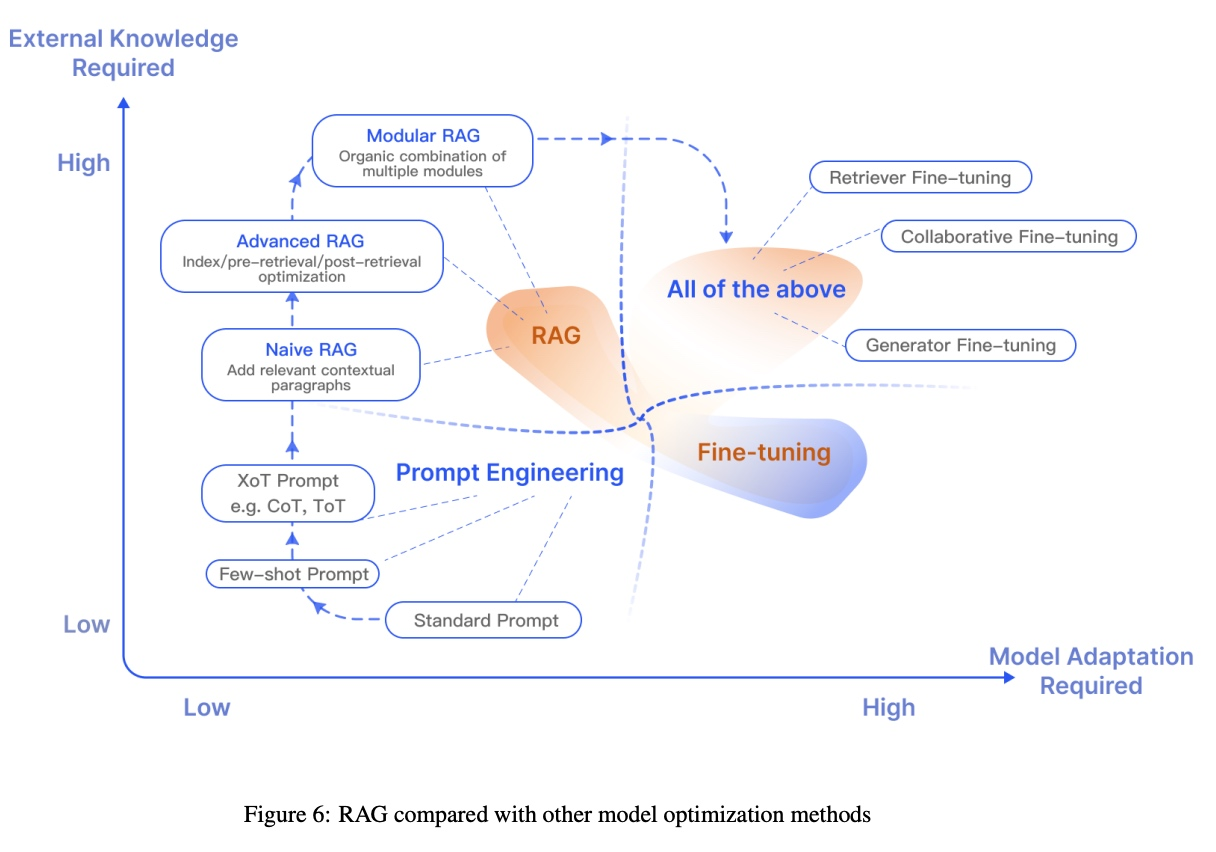 External Knowledge
Required
High
Modular RAG
Organic combination of
multiple modules
Retriever Fine-tuning
Advanced RAG
Index/pre-retrieval/post-retrieval
optimization
Collaborative Fine-tuning
All of the above
RAG
Naive RAG
Add relevant contextual
paragraphs
Generator Fine-tuning
Fine-tuning
Prompt Engineering
XoT Prompt
e.g. CoT, ToT
Few-shot Prompt
Standard Prompt
Low
Model Adaptation
Required
Low
High
Figure 6: RAG compared with other model optimization methods